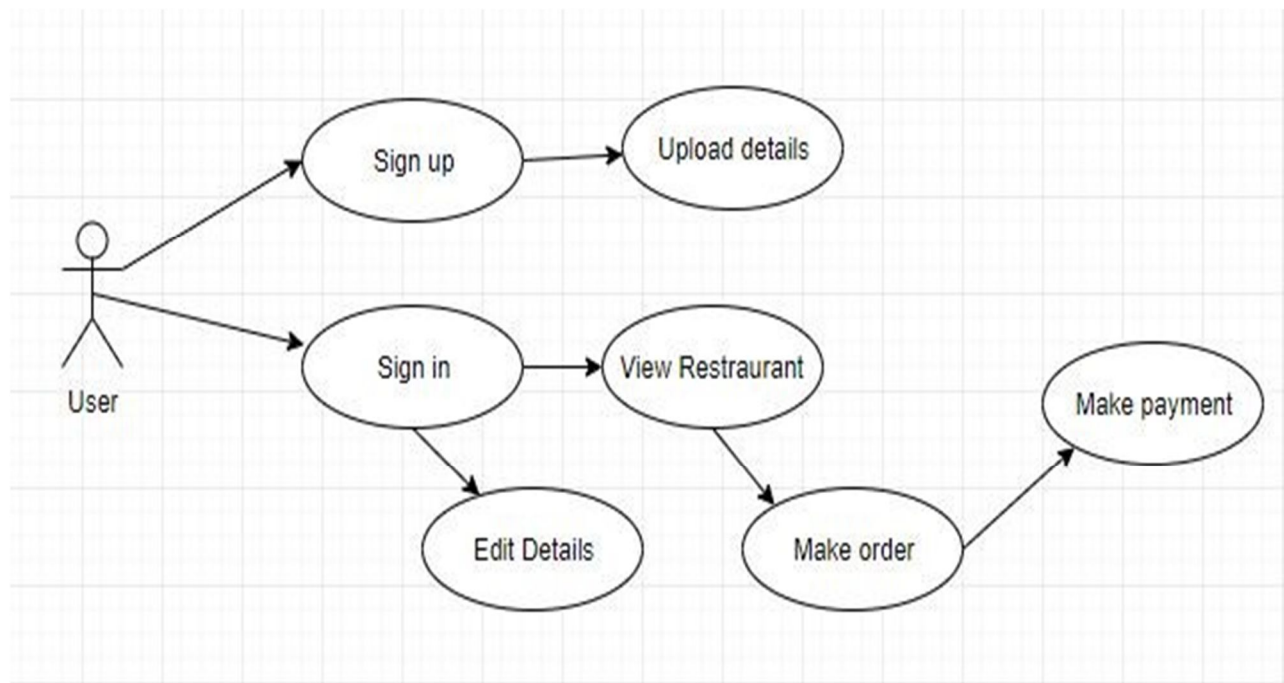 Sign up
Upload details
User
Sign in
View Restraurant
Make payment
Edit Details
Make order